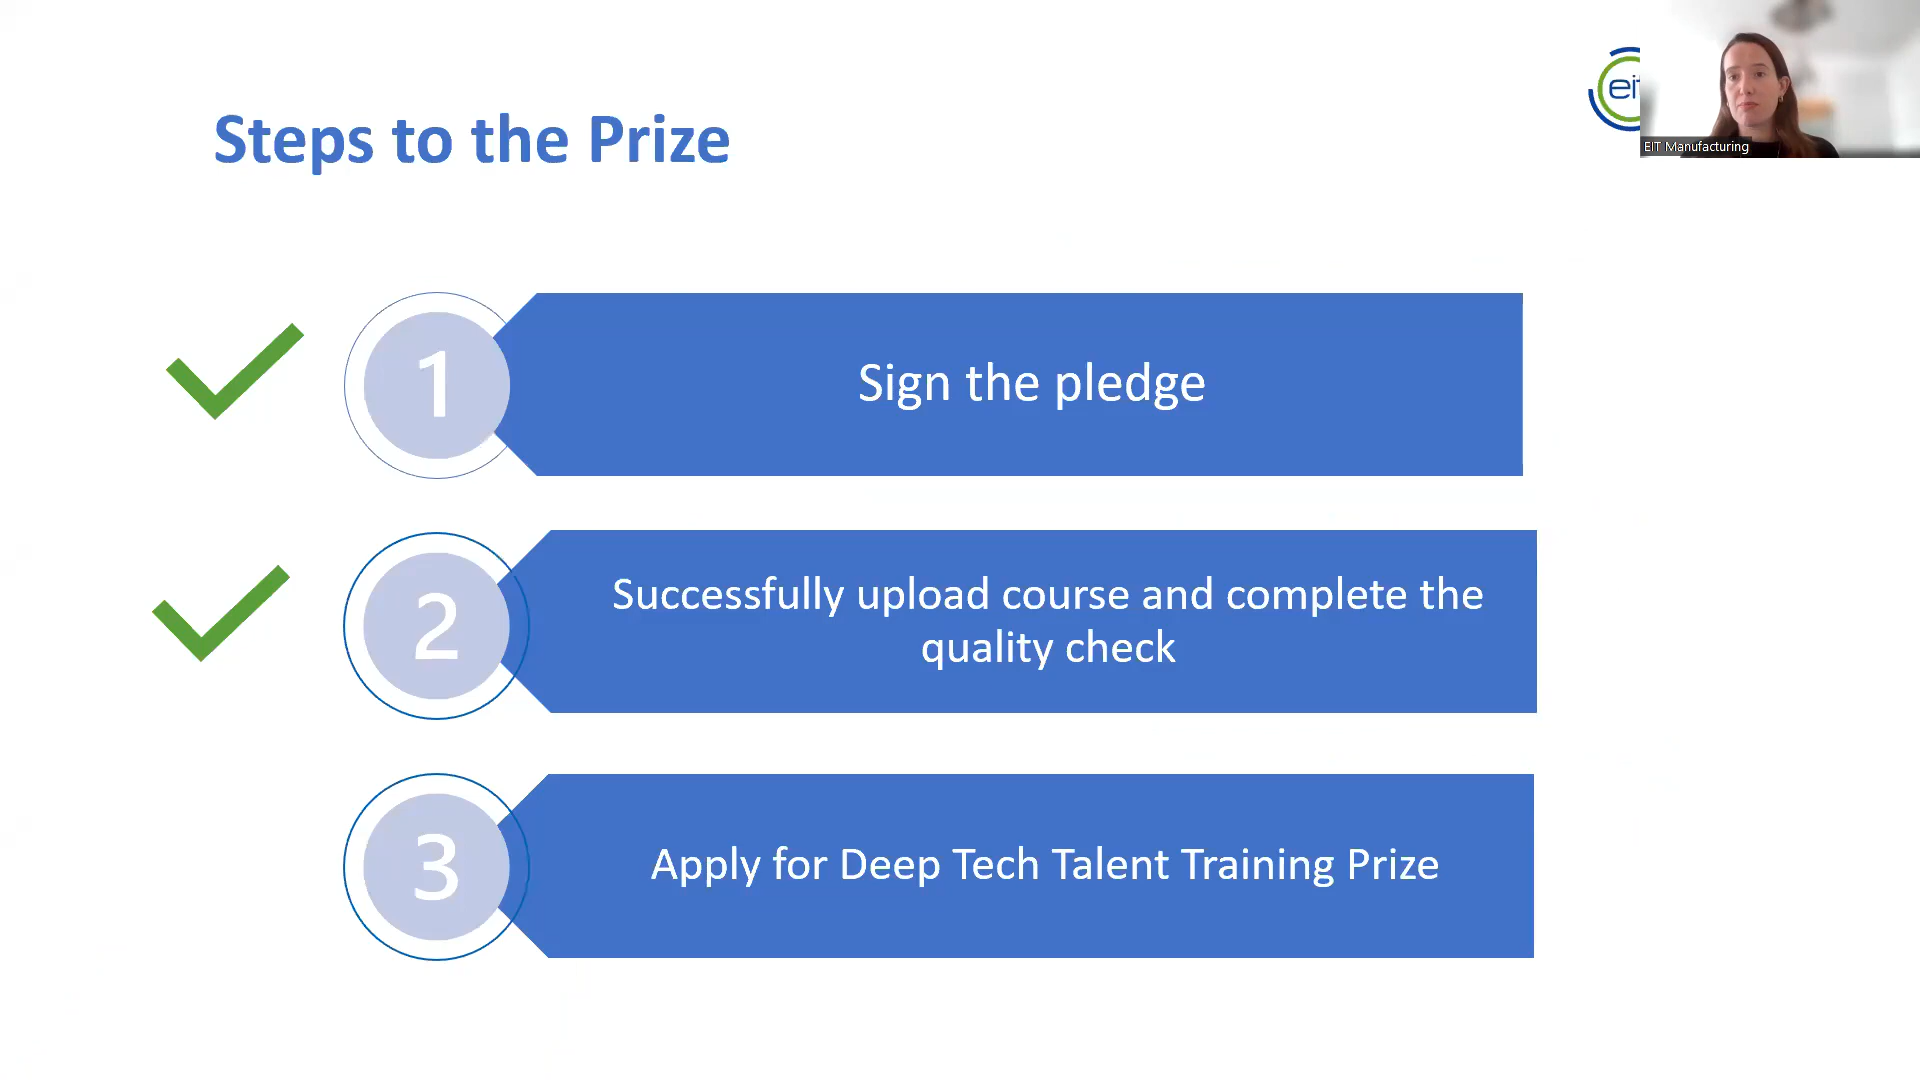 Steps to the Prize
eit
EIT Manufacturing
1
Sign the pledge
2
Successfully upload course and complete the
quality check
3
Apply for Deep Tech Talent Training Prize